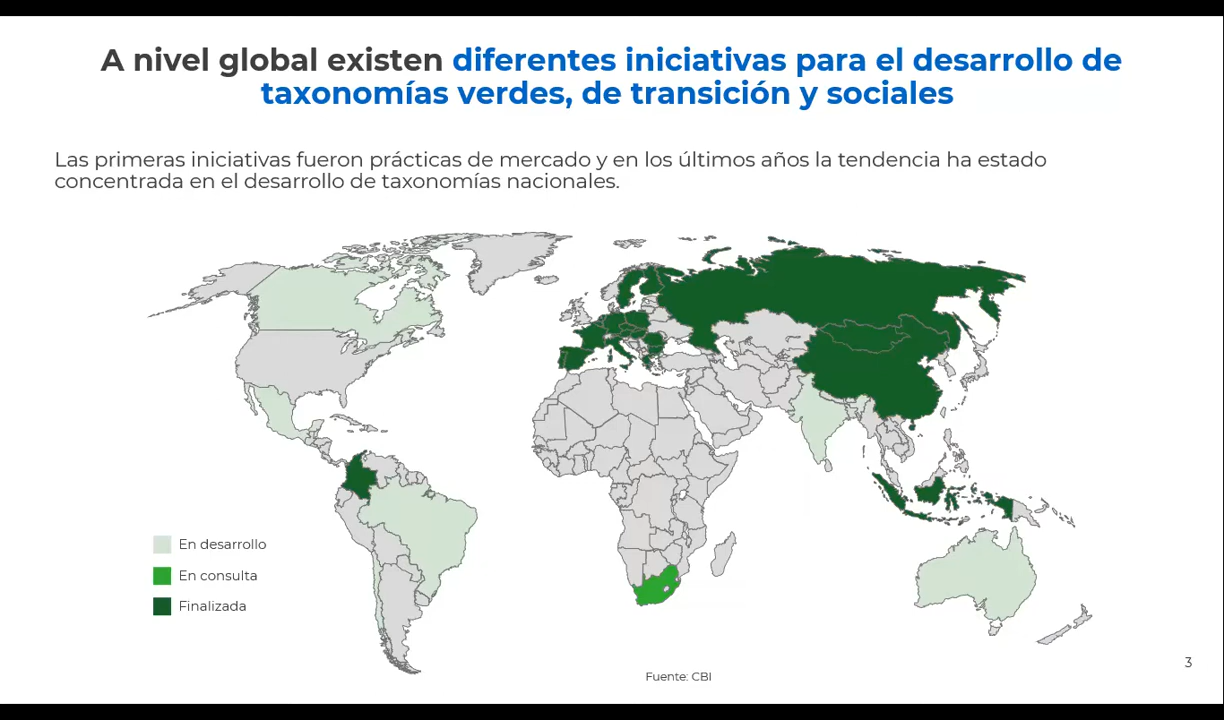 A nivel global existen diferentes iniciativas para el desarrollo de
taxonomías verdes, de transición y sociales
Las primeras iniciativas fueron prácticas de mercado y en los últimos años la tendencia ha estado
concentrada en el desarrollo de taxonomías nacionales.
En desarrollo
En consulta
Finalizada
Fuente: CBI
3